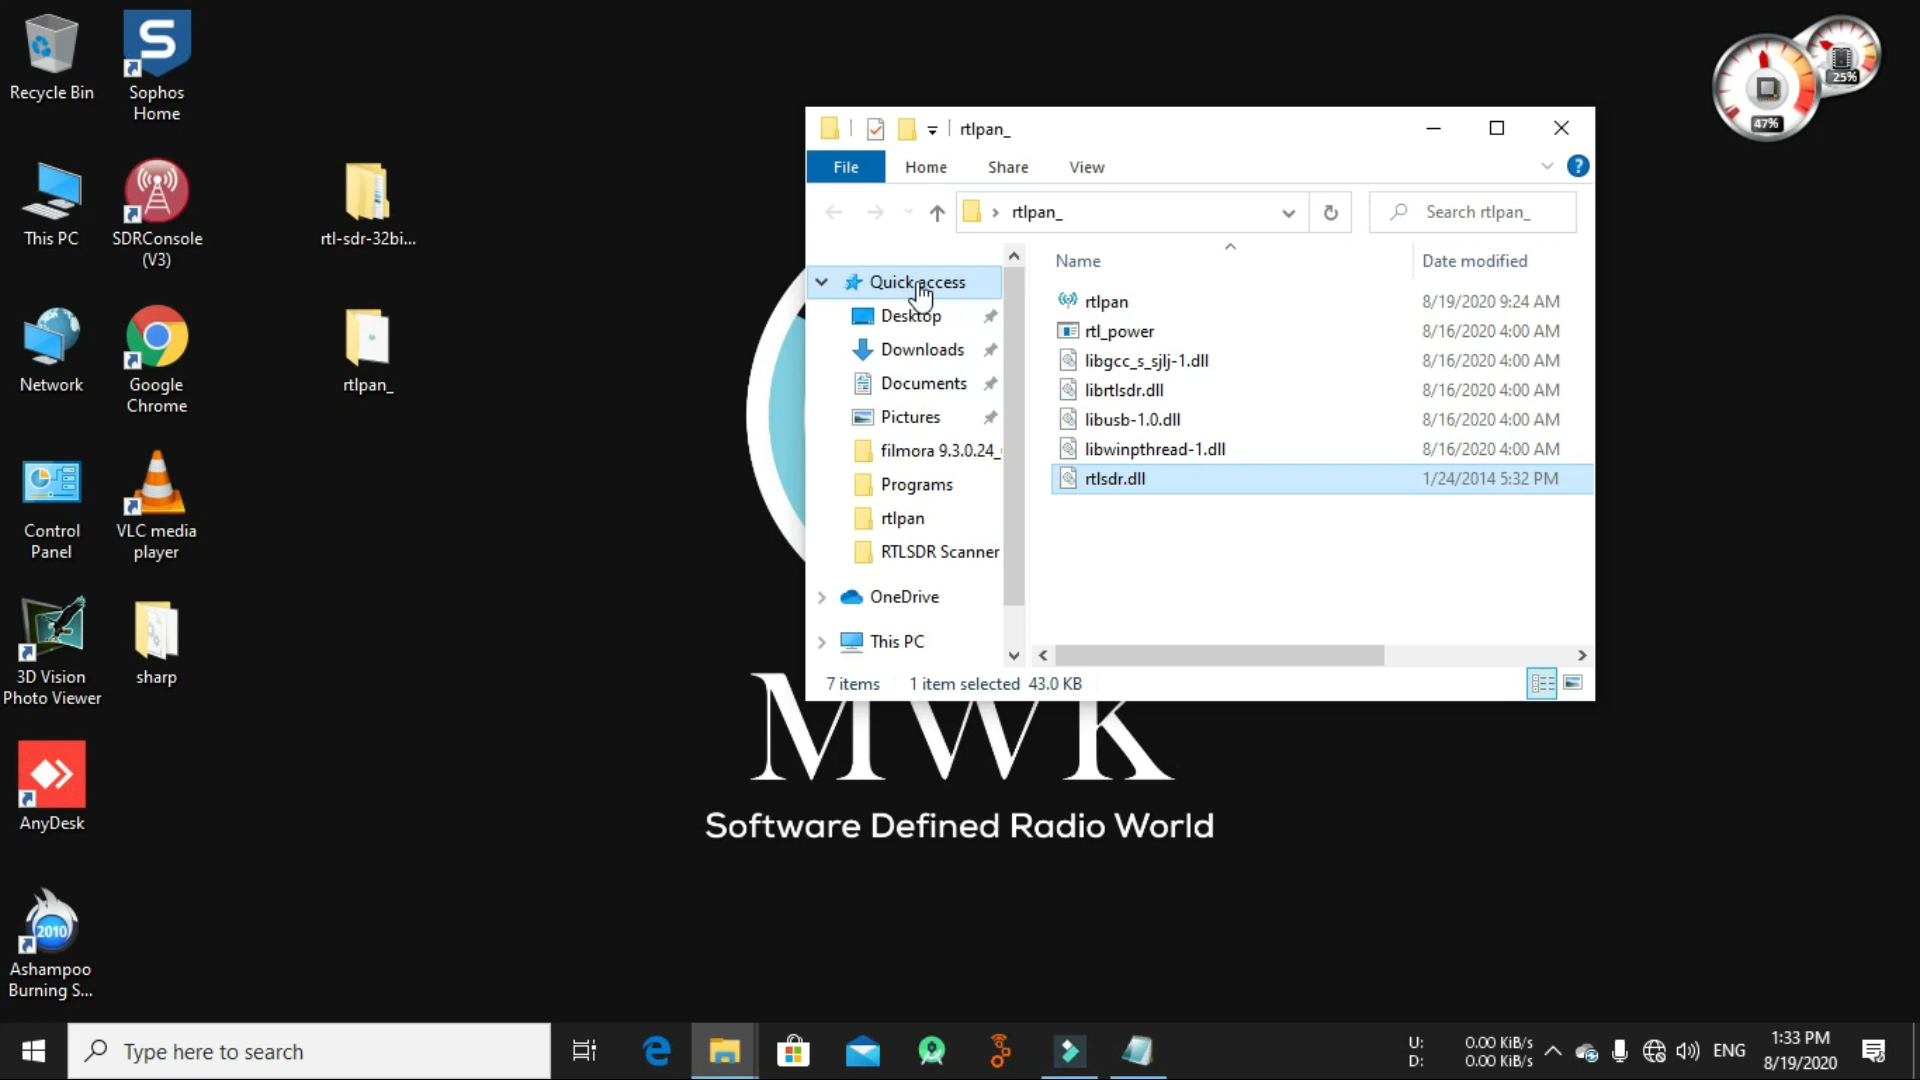 Recycle Bin
Sophos
Home
This PC
SDRConsole
(V3)
rtl-sdr-32bi...
Network
Google
Chrome
rtlpan_
Control
Panel
VLC media
player
3D Vision
Photo Viewer
sharp
AnyDesk
2010
Ashampoo
Burning S...
25%
47%
rtlpan_
File Home Share View
rtlpan_
Search rtlpan_
Quick access
Desktop
Downloads
Documents
Pictures
filmora 9.3.0.24_
Programs
rtlpan
RTLSDR Scanner
OneDrive
This PC
Name Date modified
rtlpan 8/19/2020 9:24 AM
rtl_power 8/16/2020 4:00 AM
libgcc_s_sjlj-1.dll 8/16/2020 4:00 AM
librtlsdr.dll 8/16/2020 4:00 AM
libusb-1.0.dll 8/16/2020 4:00 AM
libwinpthread-1.dll 8/16/2020 4:00 AM
rtlsdr.dll 1/24/2014 5:32 PM
7 items 1 item selected 43.0 KB
MWK
Software Defined Radio World
Type here to search
U: 0.00 KiB/s
D: 0.00 KiB/s
ENG
1:33 PM
8/19/2020